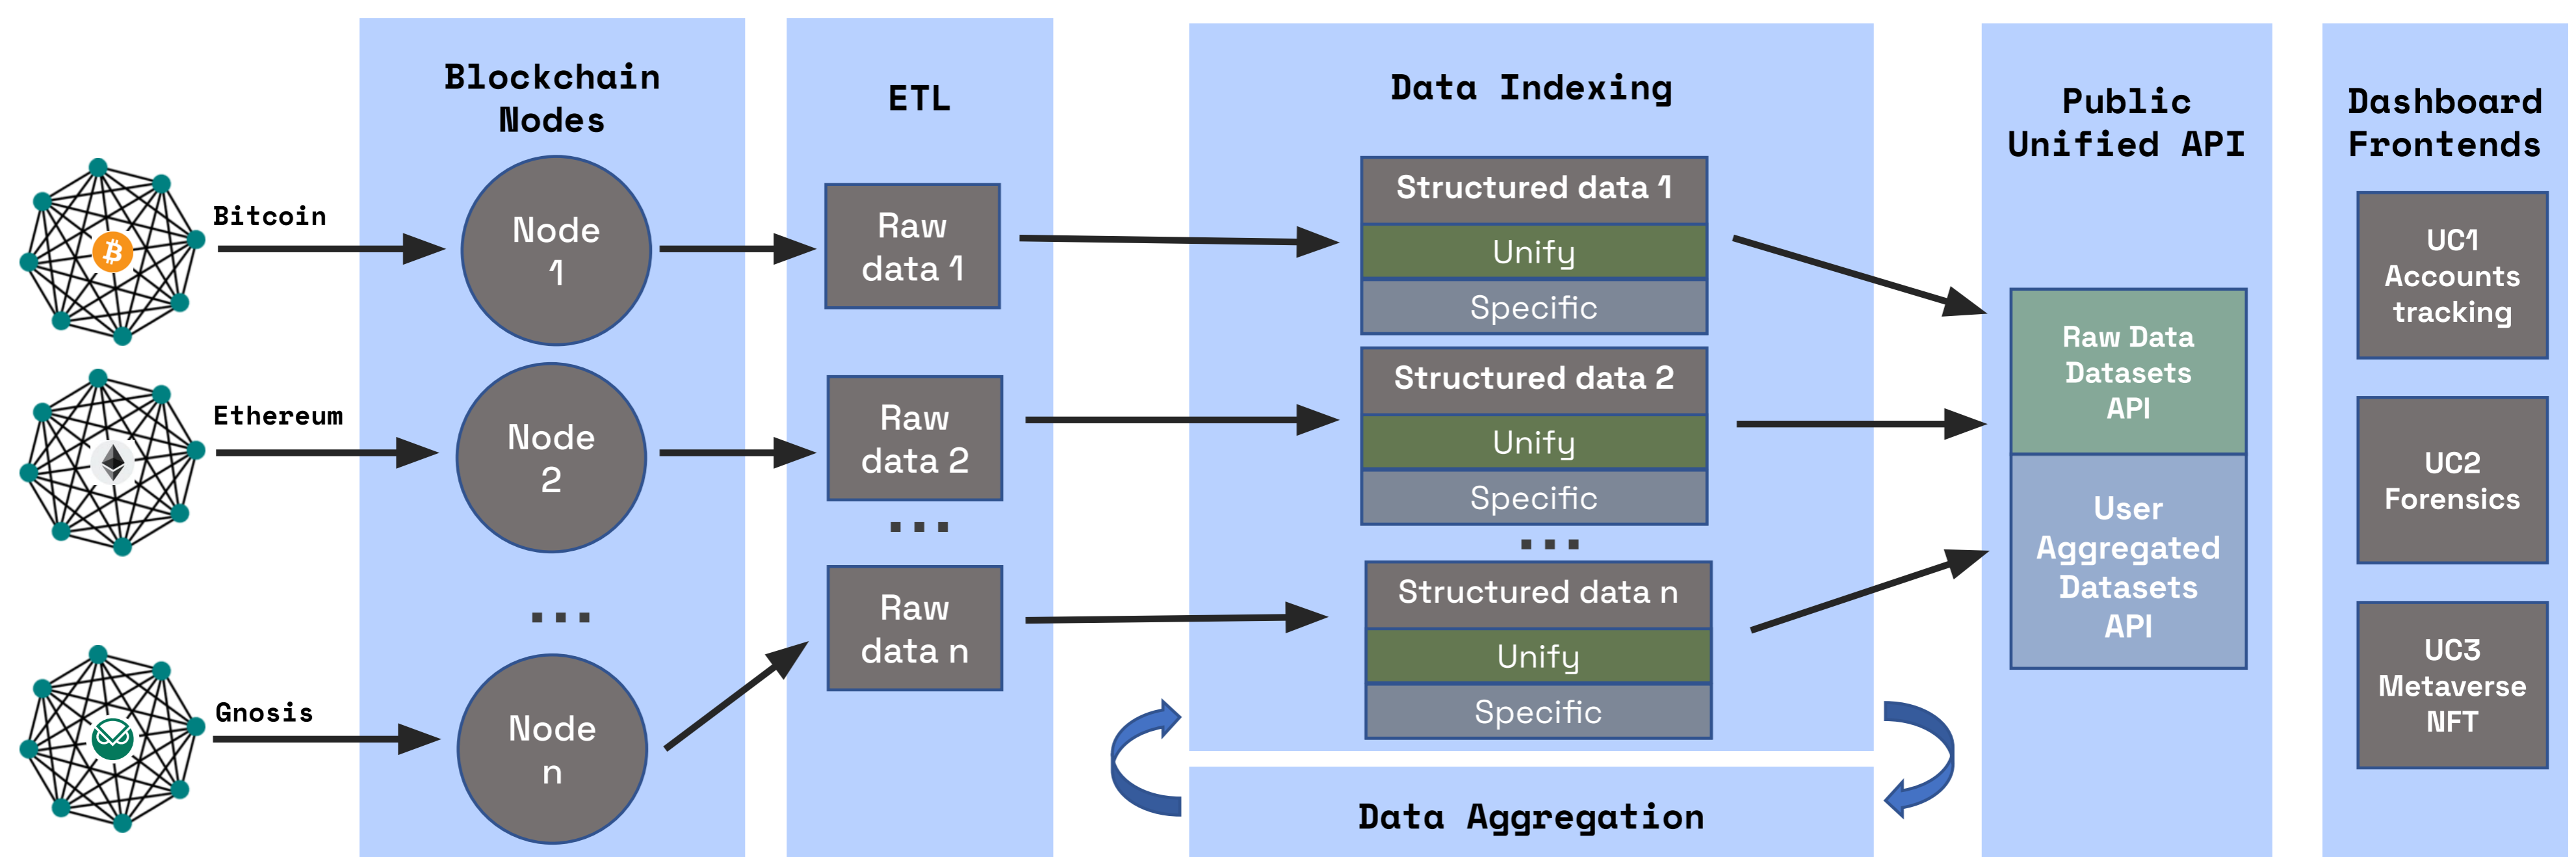 Blockchain
Nodes
ETL
Data Indexing
Public
Unified API
Dashboard
Frontends
Bitcoin
Ethereum
Gnosis
Node
1
Node
2
...
Node
n
Raw
data 1
Raw
data 2
...
Raw
data n
Structured data 1
Unify
Specific
Structured data 2
Unify
Specific
...
Structured data n
Unify
Specific
Data Aggregation
Raw Data
Datasets
API
User
Aggregated
Datasets
API
UC1
Accounts
tracking
UC2
Forensics
UC3
Metaverse
NFT